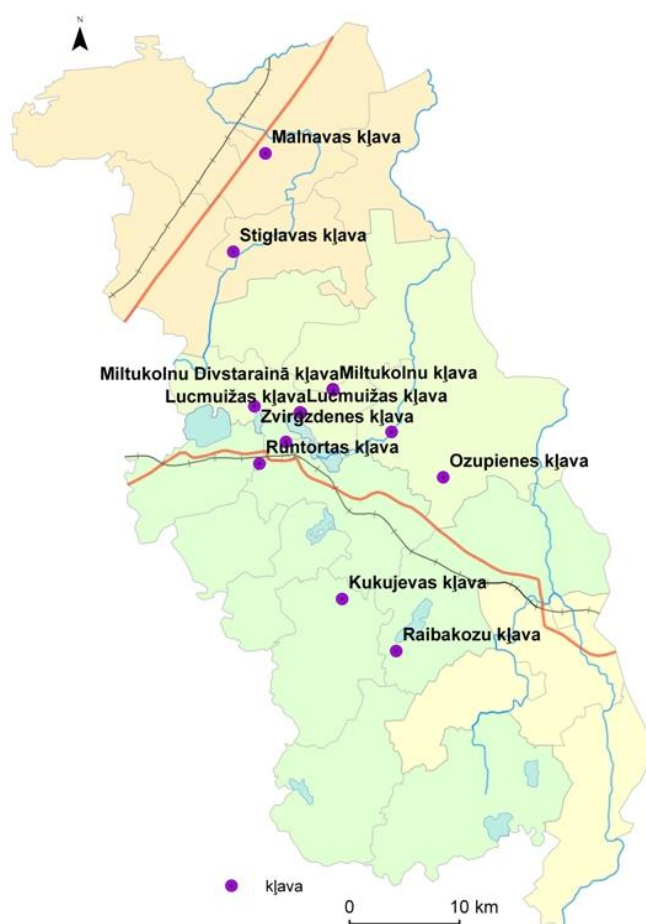 N
Malnavas kļava
Stiglavas kļava
Miltukolnu Divstarainā kļava
Miltukolnu kļava
Lucmuižas kļava
Lucmuižas kļava
Zvirgzdenes kļava
Runtortas kļava
Ozupienes kļava
Kukujevas kļava
Raibakozu kļava
kļava
0 10 km